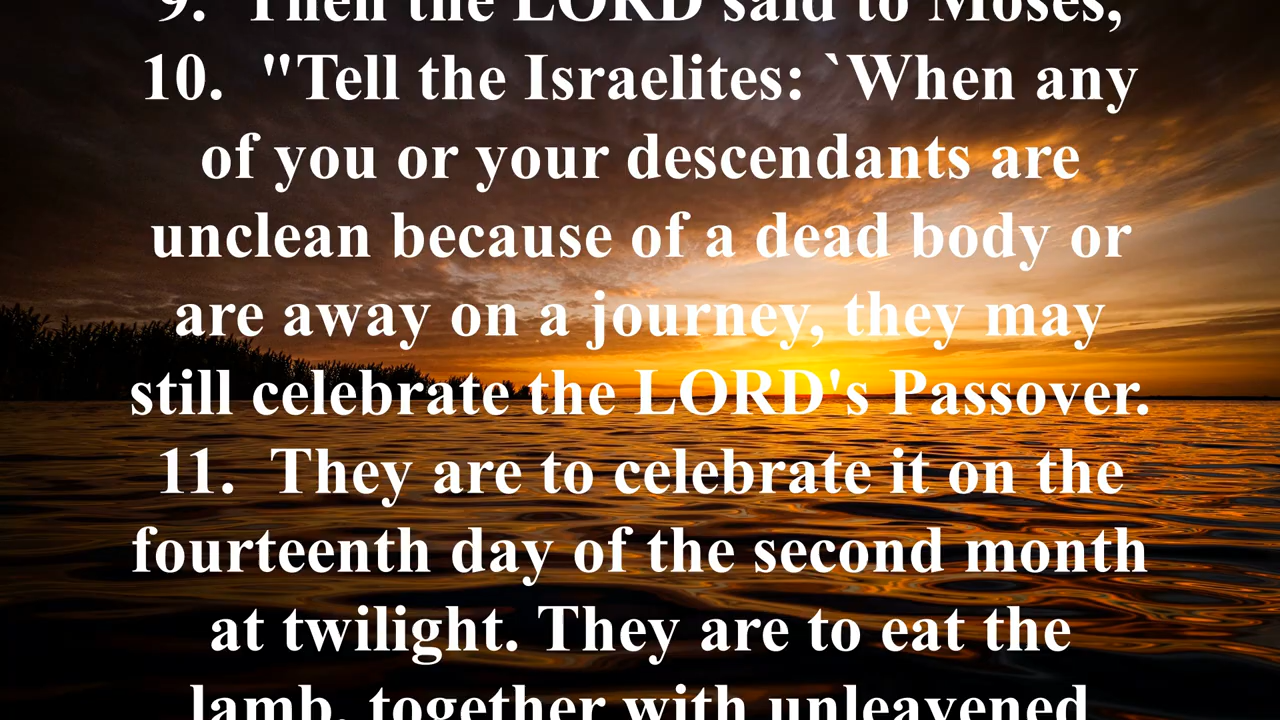 9.  Then the LORD said to Moses,
10.  "Tell the Israelites: `When any
of you or your descendants are
unclean because of a dead body or
are away on a journey, they may
still celebrate the LORD's Passover.
11.  They are to celebrate it on the
fourteenth day of the second month
at twilight. They are to eat the
lamb, together with unleavened